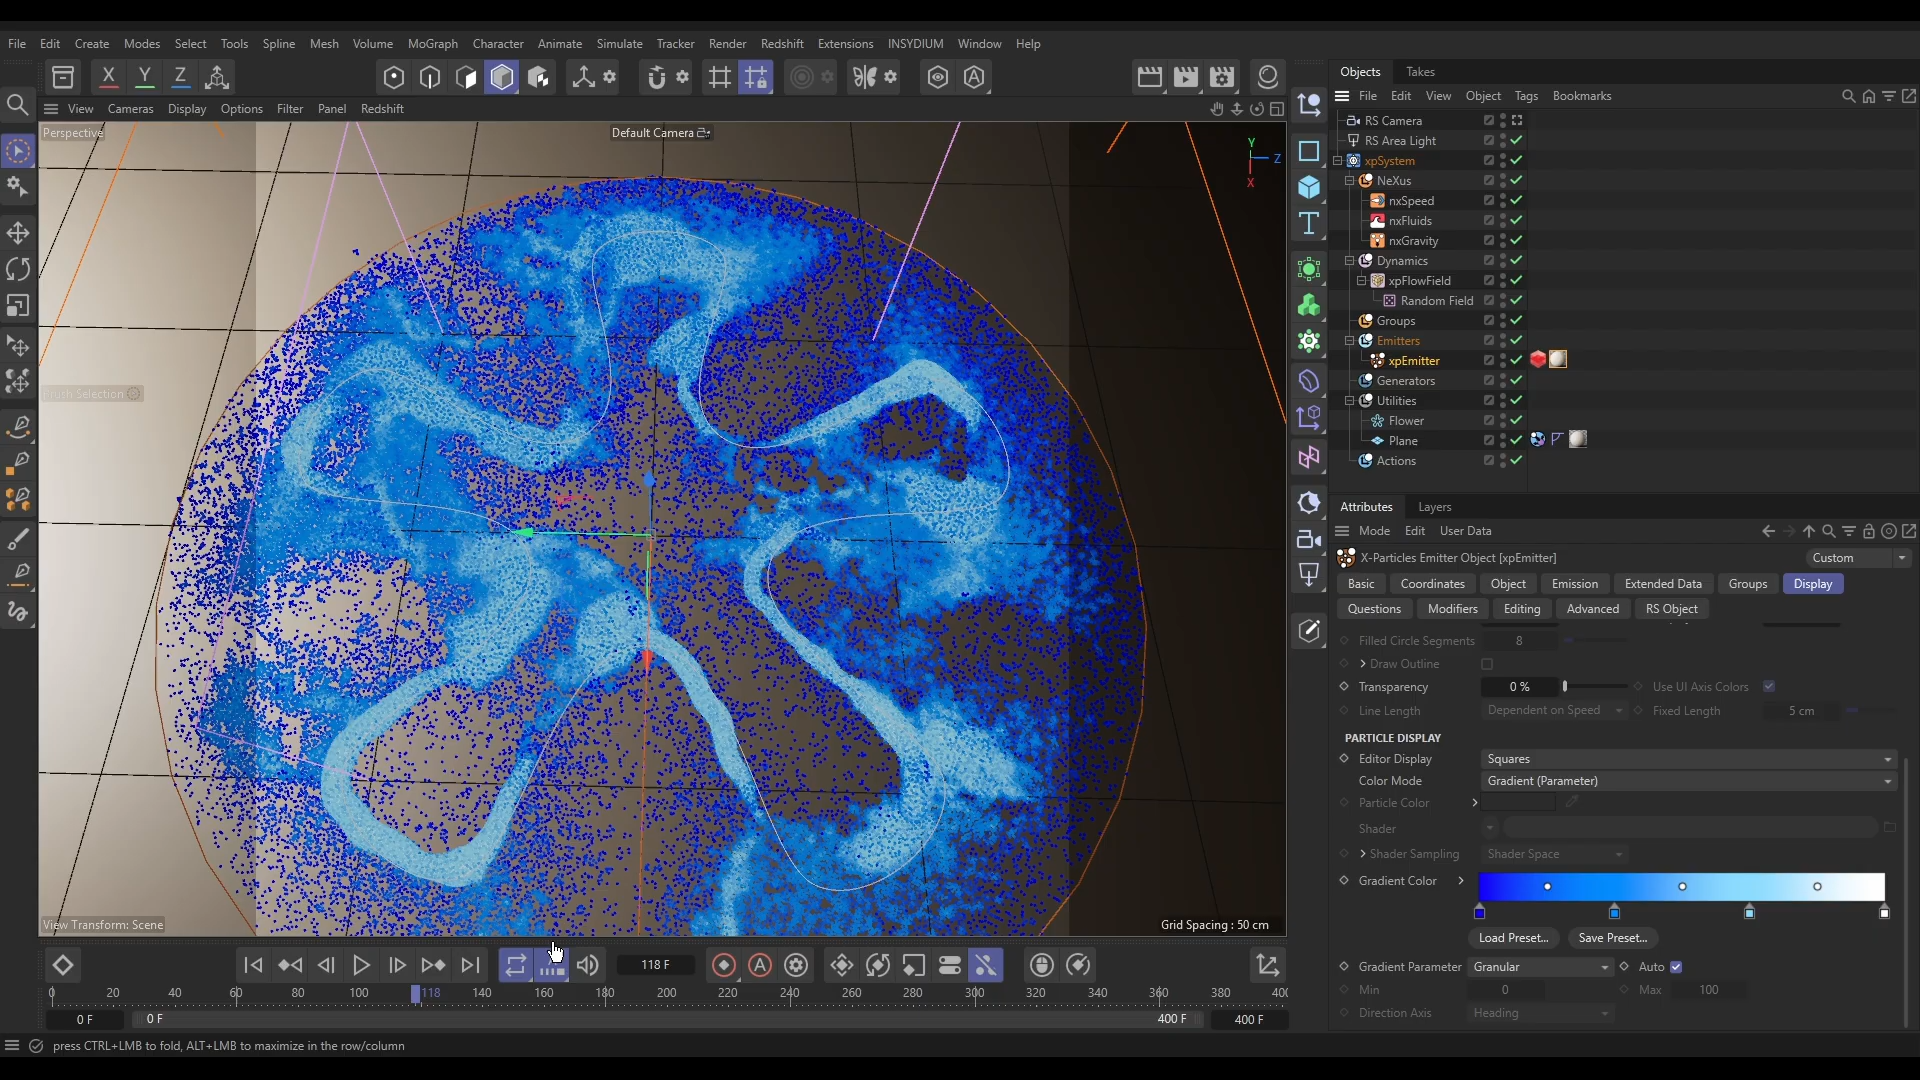 File Edit Create Modes Select Tools Spline Mesh Volume MoGraph Character Animate Simulate Tracker Render Redshift Extensions INSYDIUM Window Help
X Y Z
View Cameras Display Options Filter Panel Redshift
Perspective
Default Camera
Y
Z
X
Brush Selection
View Transform: Scene
Grid Spacing : 50 cm
118 F
0 20 40 60 80 100 118 140 160 180 200 220 240 260 280 300 320 340 360 380 400
0 F
0 F
400 F
400 F
press CTRL+LMB to fold, ALT+LMB to maximize in the row/column
Objects Takes
File Edit View Object Tags Bookmarks
RS Camera
RS Area Light
xpSystem
NeXus
nxSpeed
nxFluids
nxGravity
Dynamics
xpFlowField
Random Field
Groups
Emitters
xpEmitter
Generators
Utilities
Flower
Plane
Actions
Attributes Layers
Mode Edit User Data
X-Particles Emitter Object [xpEmitter]
Custom
Basic Coordinates Object Emission Extended Data Groups Display
Questions Modifiers Editing Advanced RS Object
Filled Circle Segments 8
Draw Outline
Transparency 0 % Use UI Axis Colors
Line Length Dependent on Speed Fixed Length 5 cm
PARTICLE DISPLAY
Editor Display Squares
Color Mode Gradient (Parameter)
Particle Color
Shader
Shader Sampling Shader Space
Gradient Color
Load Preset... Save Preset...
Gradient Parameter Granular Auto
Min 0 Max 100
Direction Axis Heading